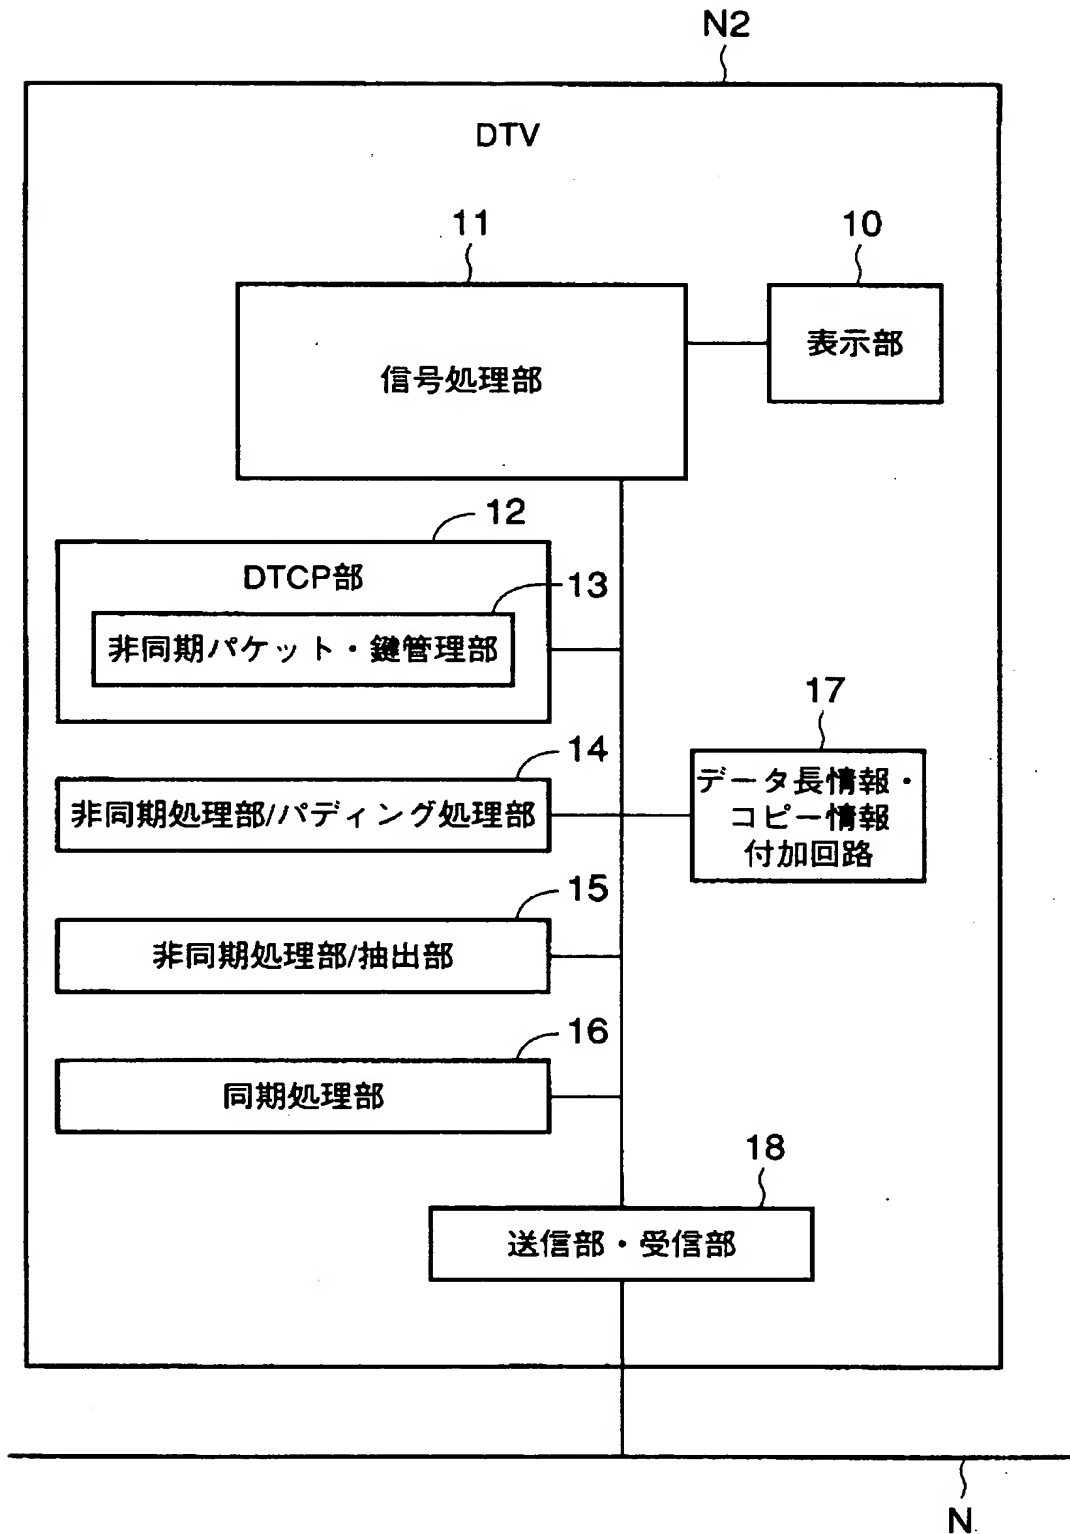 N2
DTV
11
10
信号処理部
表示部
12
DTCP部
13
非同期パケット・鍵管理部
17
14
データ長情報・
コピー情報
付加回路
非同期処理部/パディング処理部
15
非同期処理部/抽出部
16
同期処理部
18
送信部・受信部
N